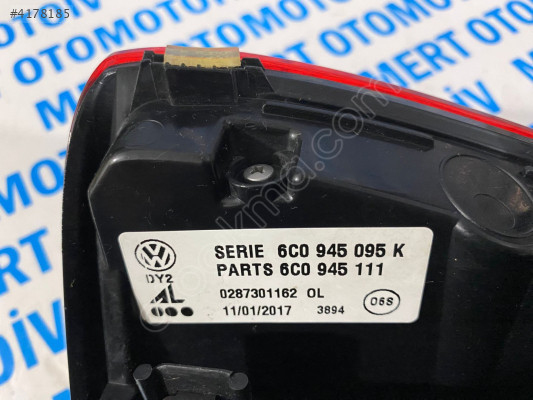 #4178185
MERT OTOMOTİV
SERIE 6C0 945 095 K
PARTS 6C0 945 111
DY2
AL
0287301162 OL
11/01/2017 3894
06S